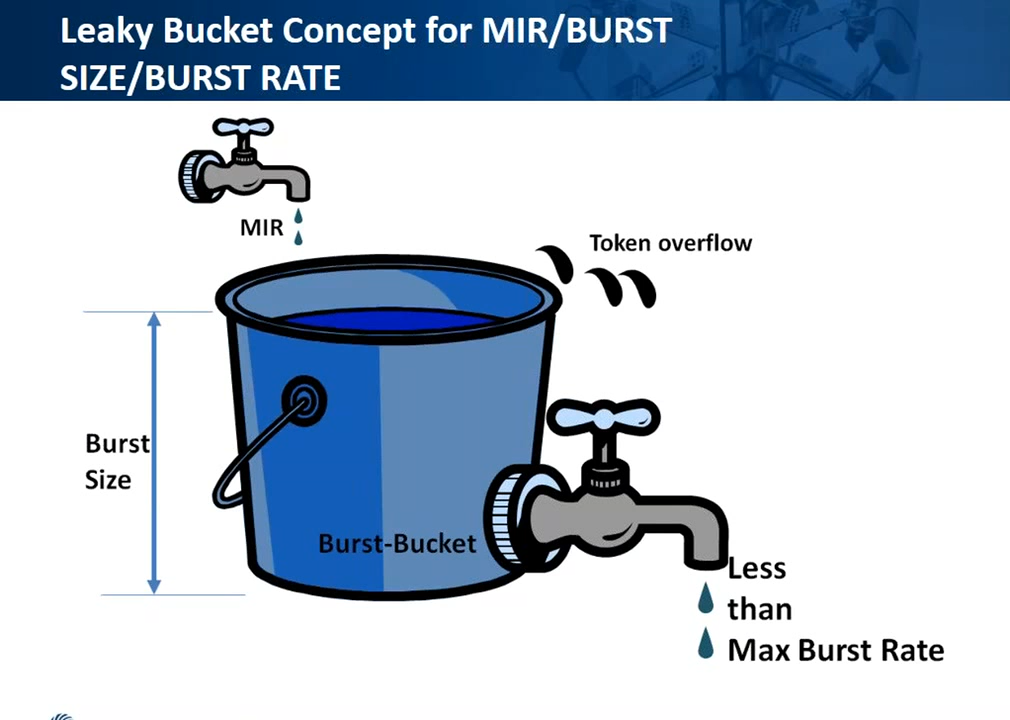 Leaky Bucket Concept for MIR/BURST
SIZE/BURST RATE
MIR
Token overflow
Burst
Size
Burst-Bucket
Less
than
Max Burst Rate